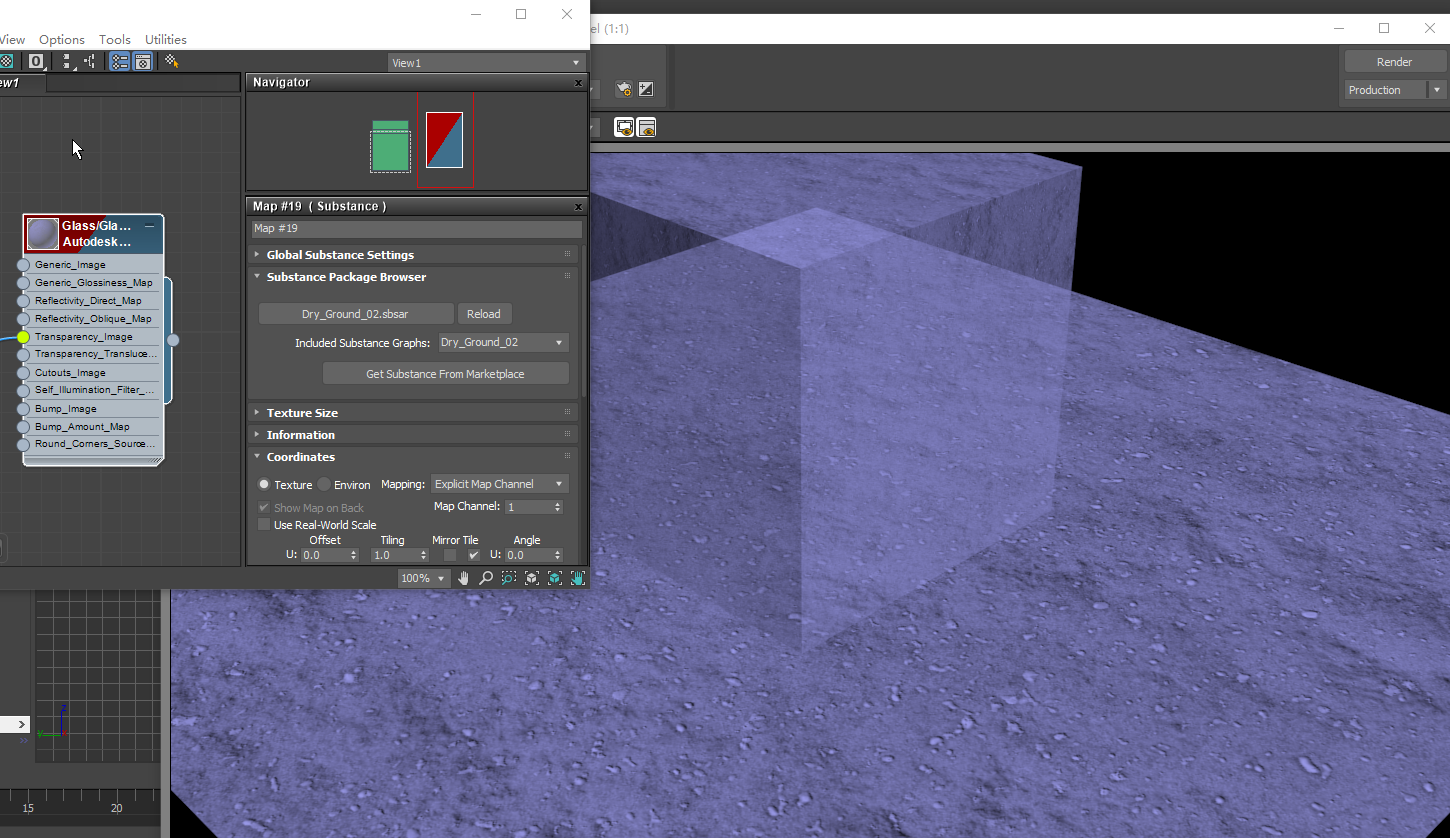 el (1:1)
View Options Tools Utilities
0
View1
ew1
Render
Production
Navigator
Map #19 ( Substance )
Map #19
Global Substance Settings
Substance Package Browser
Dry_Ground_02.sbsar Reload
Included Substance Graphs: Dry_Ground_02
Get Substance From Marketplace
Texture Size
Information
Coordinates
Texture Environ Mapping: Explicit Map Channel
Show Map on Back Map Channel: 1
Use Real-World Scale
Offset Tiling Mirror Tile Angle
U: 0.0 1.0 U: 0.0
Glass/Gla...
Autodesk...
Generic_Image
Generic_Glossiness_Map
Reflectivity_Direct_Map
Reflectivity_Oblique_Map
Transparency_Image
Transparency_Transluce...
Cutouts_Image
Self_Illumination_Filter_...
Bump_Image
Bump_Amount_Map
Round_Corners_Source...
100%
z
y
x
15 20